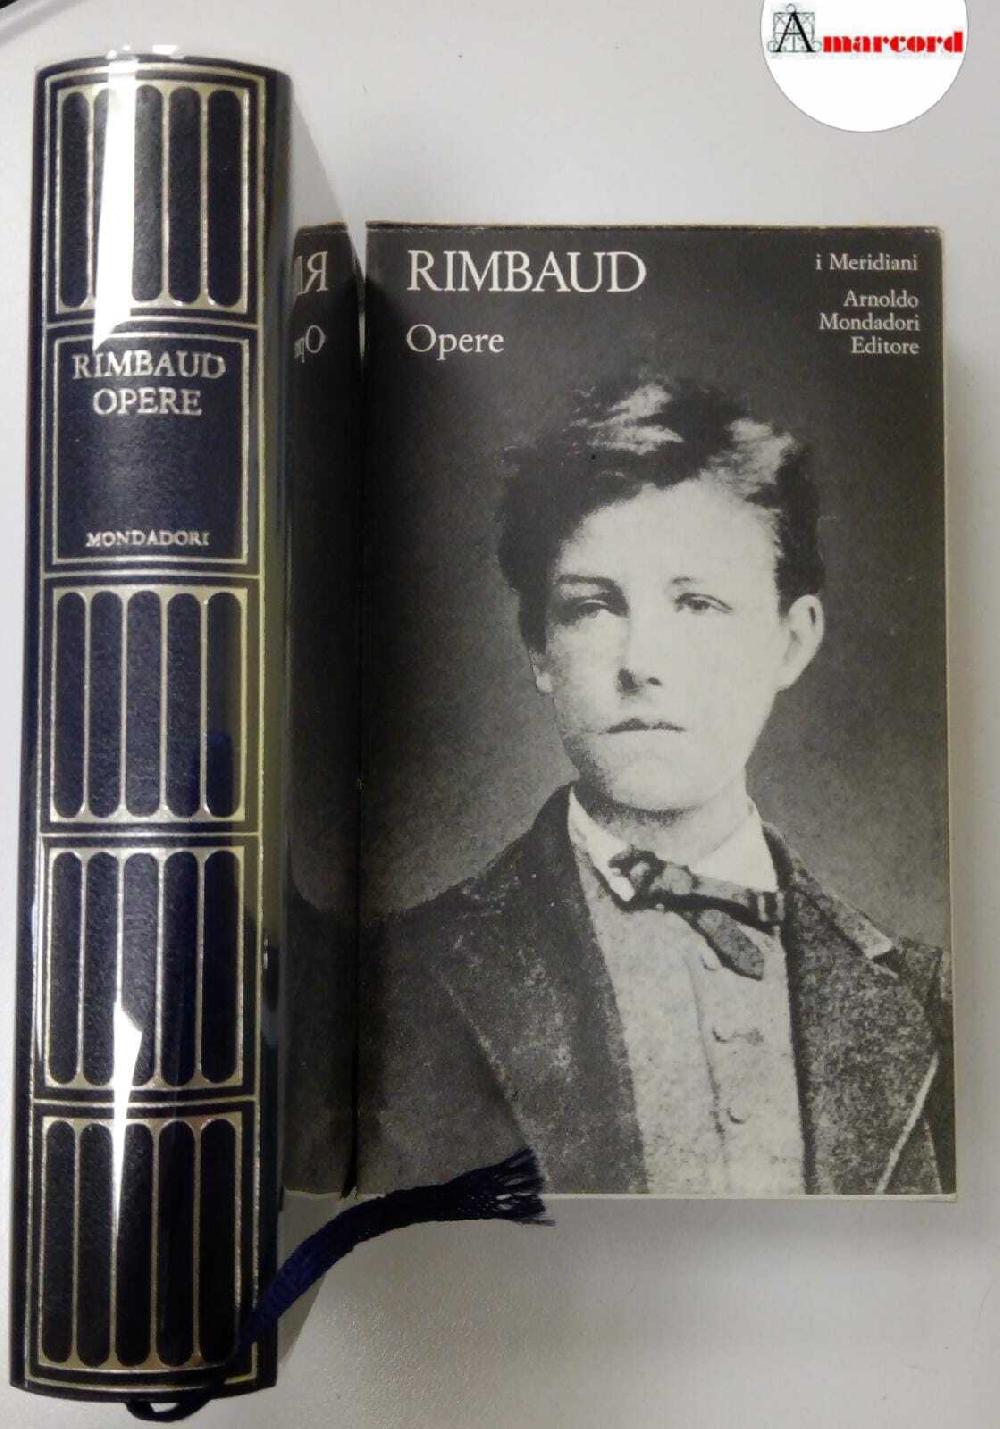 Amarcord
RIMBAUD
OPERE
MONDADORI
RIMBAUD
Opere
i Meridiani
Arnoldo
Mondadori
Editore